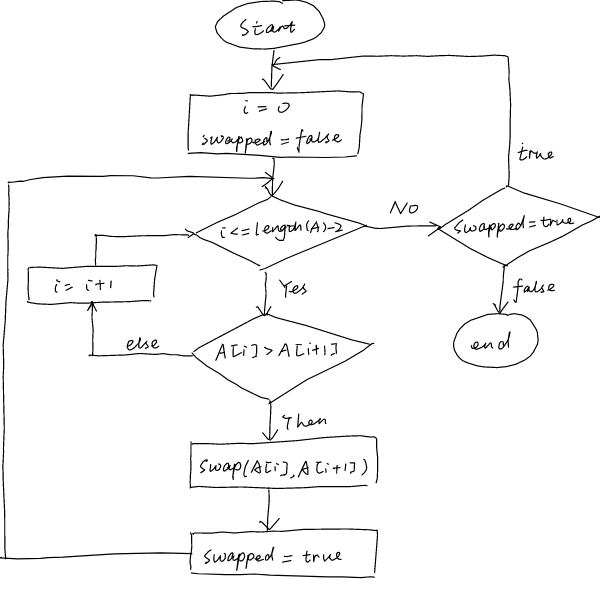 Start
i = 0
swapped = false
i <= length(A)-2
No
swapped = true
true
false
end
Yes
i = i+1
else
A[i] > A[i+1]
Then
swap(A[i], A[i+1])
swapped = true